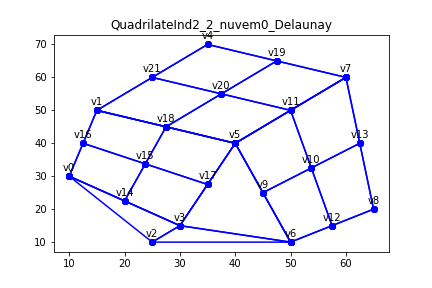 QuadrilateInd2_2_nuvem0_Delaunay
70
60
50
40
30
20
10
v4
v19
v21
v7
v20
v1
v11
v18
v16
v5
v13
v15
v10
v0
v17
v9
v14
v8
v3
v12
v2
v6
10 20 30 40 50 60